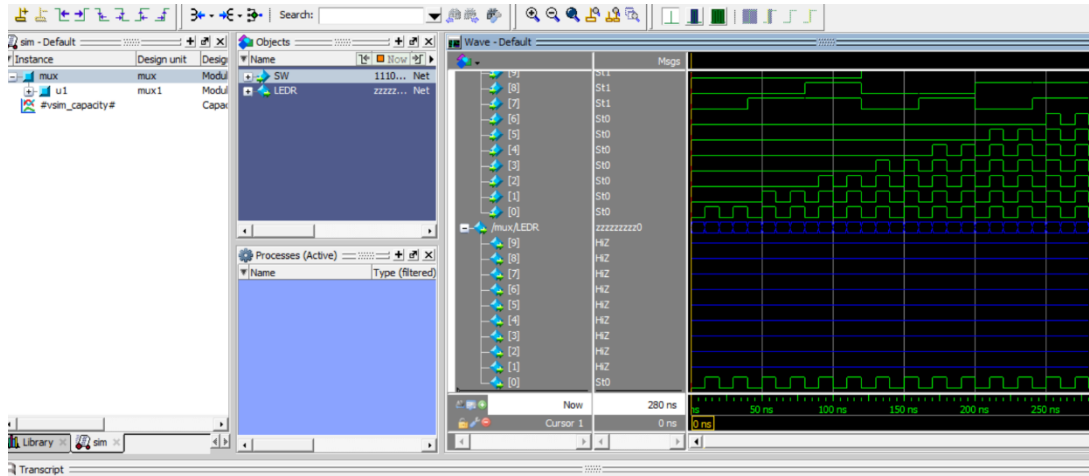 Search:
sim - Default
Instance Design unit Desig
mux mux Modul
u1 mux1 Modul
#vsim_capacity# Capac
Library sim
Objects
Name Now
SW 1110... Net
LEDR zzzzz... Net
Processes (Active)
Name Type (filtered)
Wave - Default
Msgs
[9] St1
[8] St1
[7] St1
[6] St0
[5] St0
[4] St0
[3] St0
[2] St0
[1] St0
[0] St0
/mux/LEDR zzzzzzzzz0
[9] HiZ
[8] HiZ
[7] HiZ
[6] HiZ
[5] HiZ
[4] HiZ
[3] HiZ
[2] HiZ
[1] HiZ
[0] St0
Now 280 ns
ns 50 ns 100 ns 150 ns 200 ns 250 ns
Cursor 1 0 ns 0 ns
Transcript